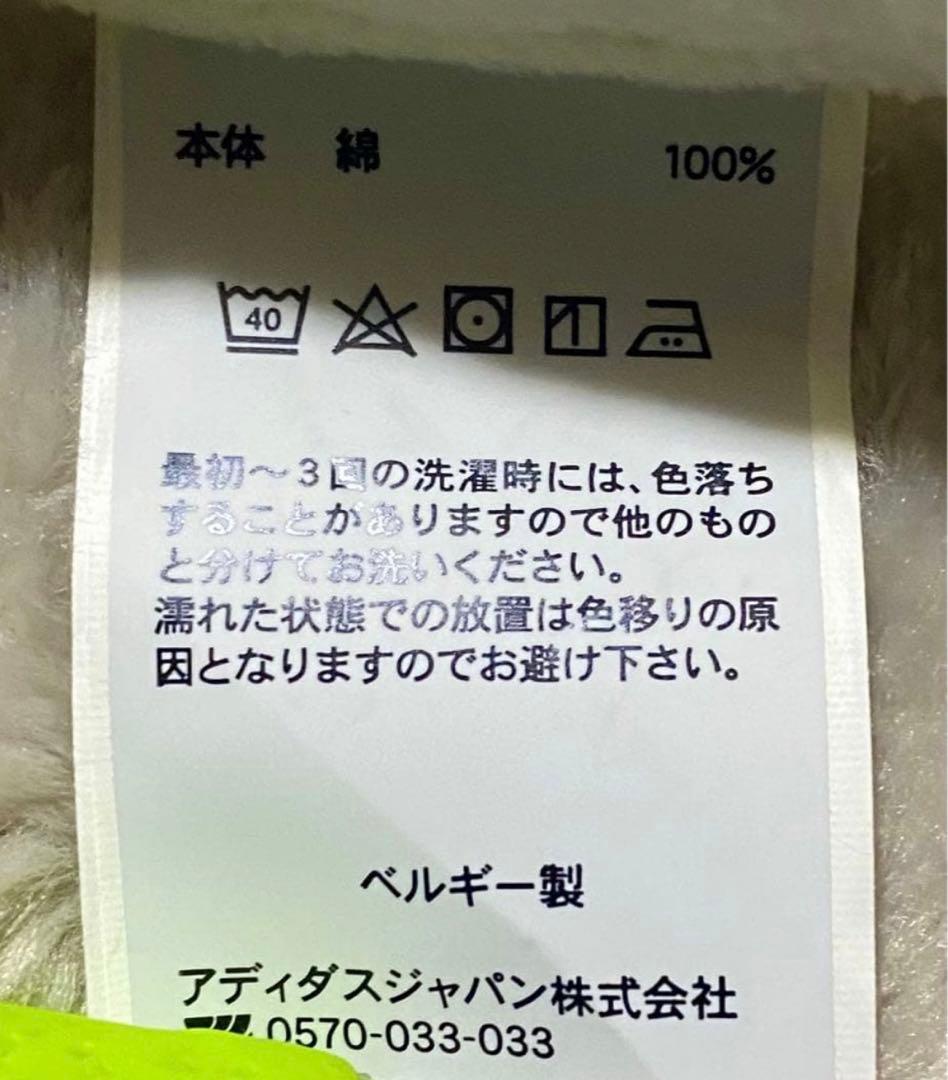 本体 綿 100%
40
最初～3回の洗濯時には、色落ち
することがありますので他のもの
と分けてお洗いください。
濡れた状態での放置は色移りの原
因となりますのでお避け下さい。
ベルギー製
アディダスジャパン株式会社
0570-033-033